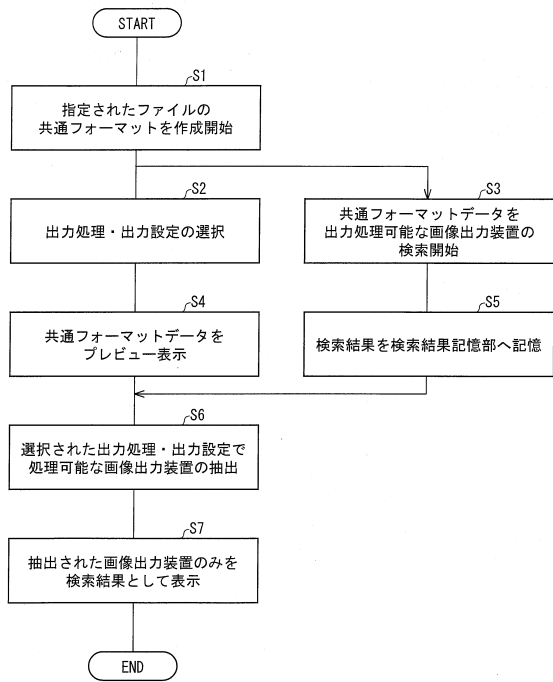 START
S1
指定されたファイルの
共通フォーマットを作成開始
S2
出力処理・出力設定の選択
S3
共通フォーマットデータを
出力処理可能な画像出力装置の
検索開始
S4
共通フォーマットデータを
プレビュー表示
S5
検索結果を検索結果記憶部へ記憶
S6
選択された出力処理・出力設定で
処理可能な画像出力装置の抽出
S7
抽出された画像出力装置のみを
検索結果として表示
END